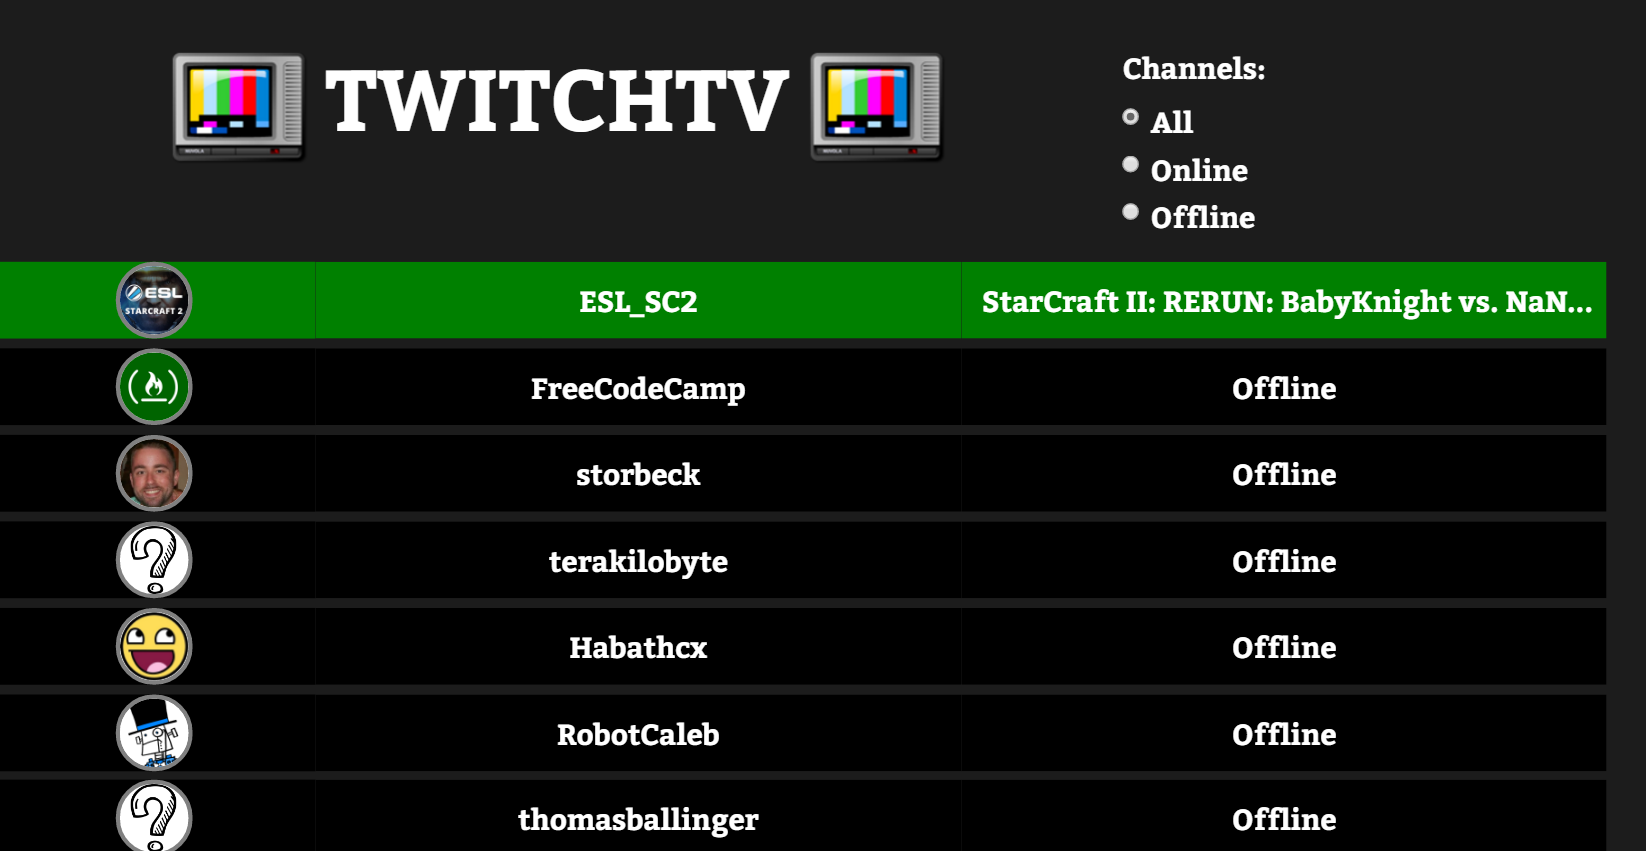 TWITCHTV
Channels:
All
Online
Offline
ESL
STARCRAFT 2
ESL_SC2
StarCraft II: RERUN: BabyKnight vs. NaN...
FreeCodeCamp
Offline
storbeck
Offline
terakilobyte
Offline
Habathcx
Offline
RobotCaleb
Offline
thomasballinger
Offline